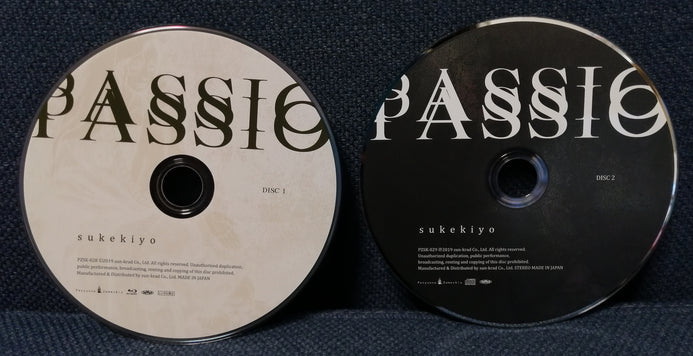 PASSIO
DISC 1
sukekiyo
PZSK-028 ©2019 sun-krad Co., Ltd. All rights reserved. Unauthorized duplication,
public performance, broadcasting, renting and copying of this disc prohibited.
Manufactured & Distributed by sun-krad Co., Ltd. MADE IN JAPAN
PASSIO
DISC 2
sukekiyo
PZSK-029 ℗2019 sun-krad Co., Ltd. All rights reserved.
Unauthorized duplication, public performance,
broadcasting, renting and copying of this disc prohibited.
Manufactured & Distributed by sun-krad Co., Ltd. STEREO MADE IN JAPAN